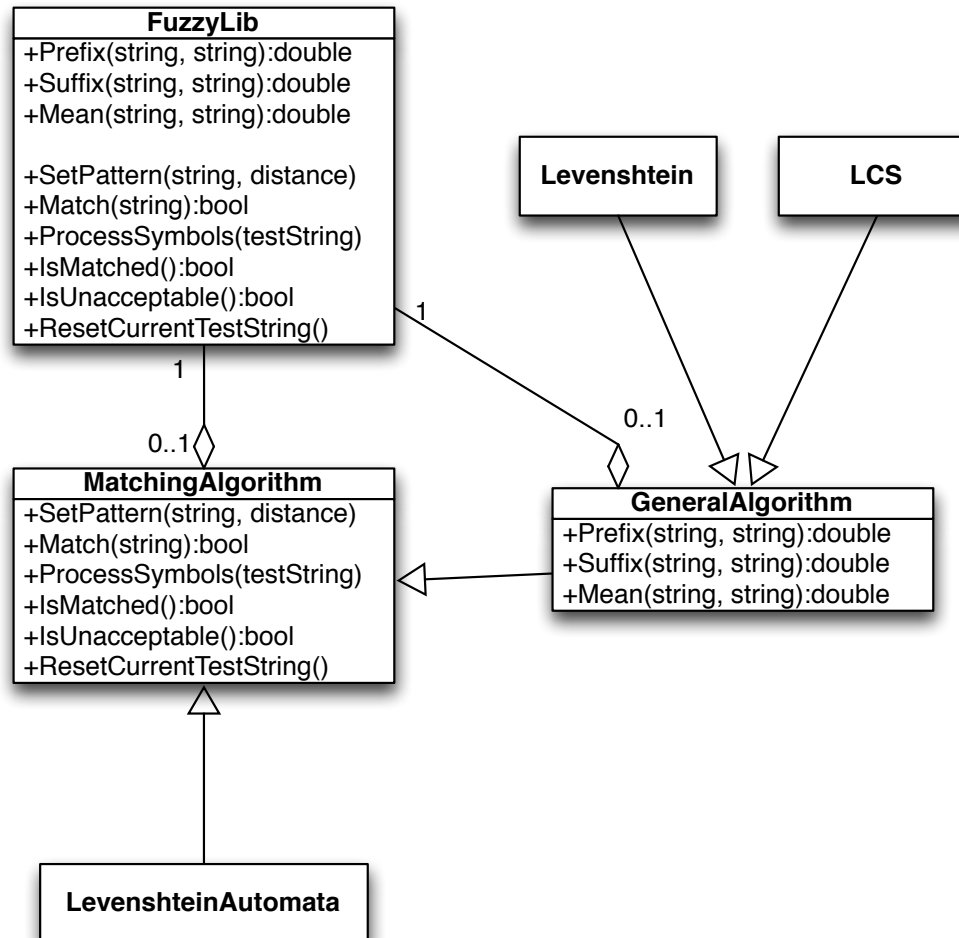 FuzzyLib
+Prefix(string, string):double
+Suffix(string, string):double
+Mean(string, string):double
+SetPattern(string, distance)
+Match(string):bool
+ProcessSymbols(testString)
+IsMatched():bool
+IsUnacceptable():bool
+ResetCurrentTestString()
Levenshtein
LCS
1
1
0..1
0..1
MatchingAlgorithm
+SetPattern(string, distance)
+Match(string):bool
+ProcessSymbols(testString)
+IsMatched():bool
+IsUnacceptable():bool
+ResetCurrentTestString()
GeneralAlgorithm
+Prefix(string, string):double
+Suffix(string, string):double
+Mean(string, string):double
LevenshteinAutomata